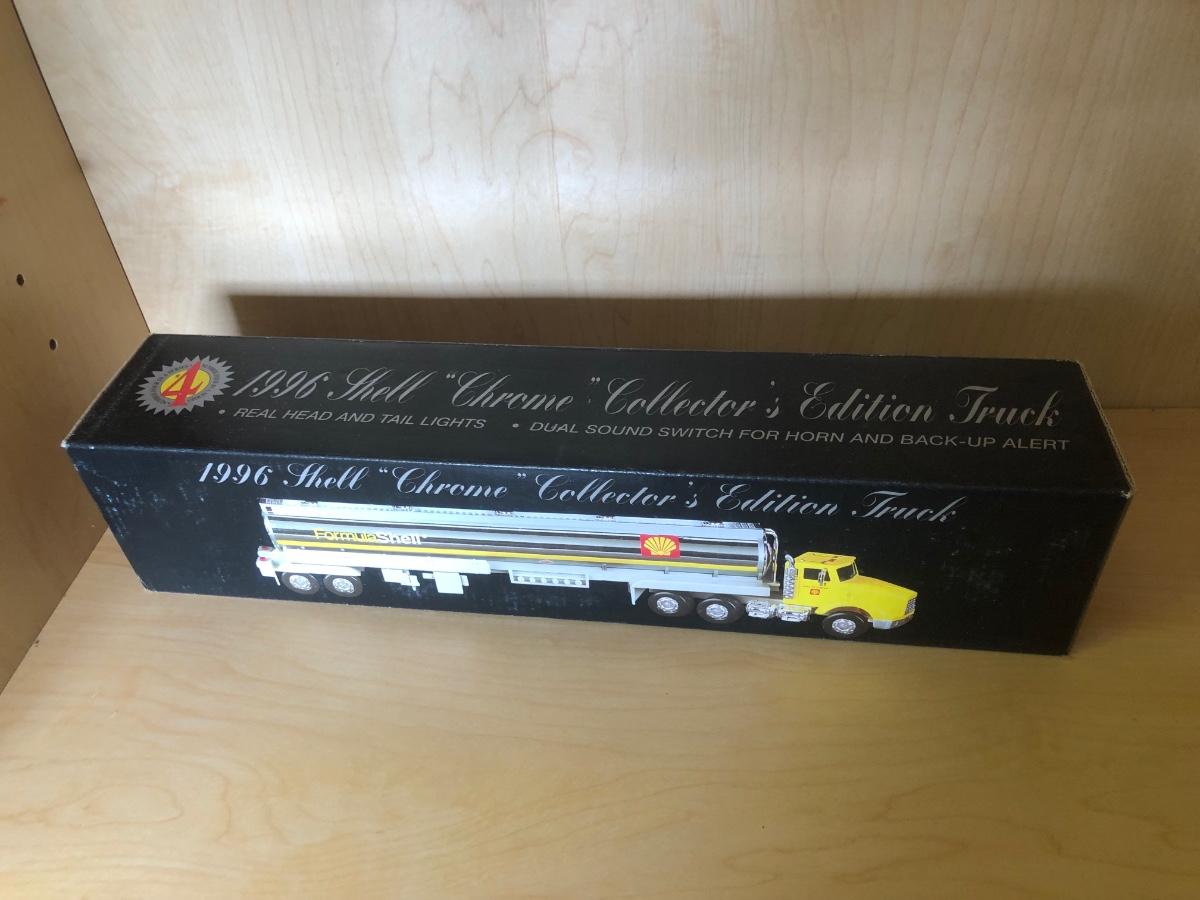 4
1996 Shell "Chrome" Collector's Edition Truck
• REAL HEAD AND TAIL LIGHTS • DUAL SOUND SWITCH FOR HORN AND BACK-UP ALERT
1996 Shell "Chrome" Collector's Edition Truck
FormulaShell